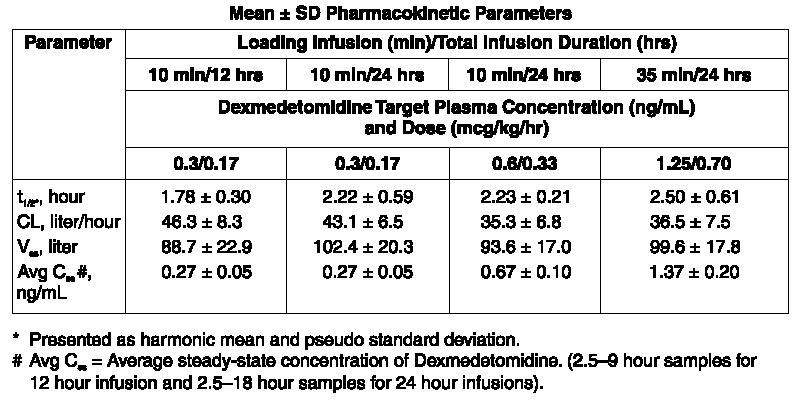 Mean ± SD Pharmacokinetic Parameters
Parameter Loading Infusion (min)/Total Infusion Duration (hrs)
10 min/12 hrs 10 min/24 hrs 10 min/24 hrs 35 min/24 hrs
Dexmedetomidine Target Plasma Concentration (ng/mL)
and Dose (mcg/kg/hr)
0.3/0.17 0.3/0.17 0.6/0.33 1.25/0.70
t1/2*, hour 1.78 ± 0.30 2.22 ± 0.59 2.23 ± 0.21 2.50 ± 0.61
CL, liter/hour 46.3 ± 8.3 43.1 ± 6.5 35.3 ± 6.8 36.5 ± 7.5
Vss, liter 88.7 ± 22.9 102.4 ± 20.3 93.6 ± 17.0 99.6 ± 17.8
Avg Css #, 0.27 ± 0.05 0.27 ± 0.05 0.67 ± 0.10 1.37 ± 0.20
ng/mL
* Presented as harmonic mean and pseudo standard deviation.
# Avg Css = Average steady-state concentration of Dexmedetomidine. (2.5–9 hour samples for
12 hour infusion and 2.5–18 hour samples for 24 hour infusions).